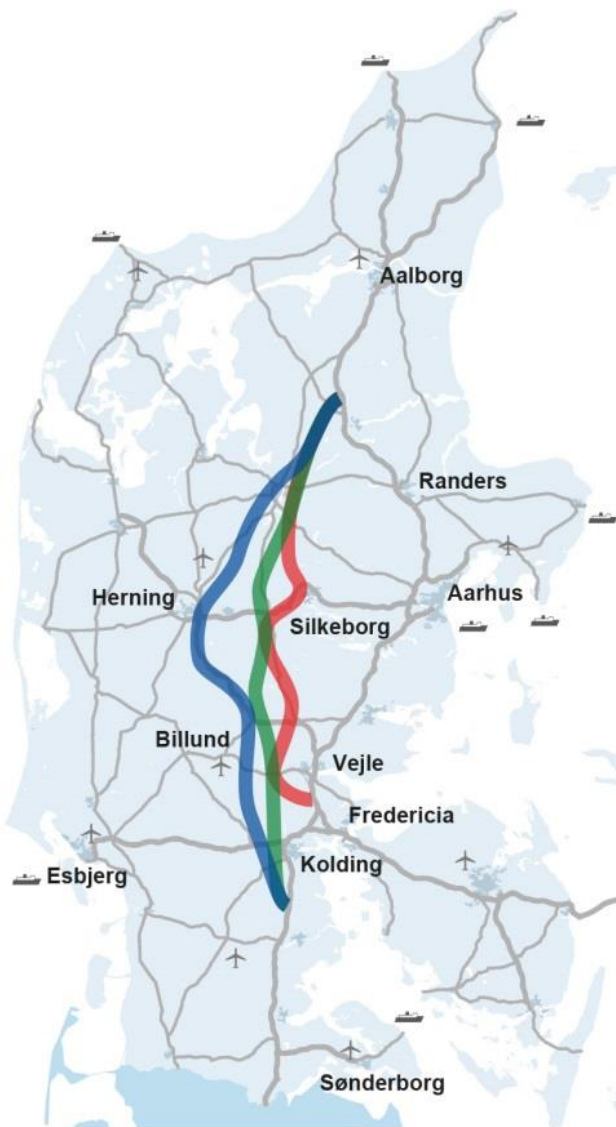 Aalborg
Randers
Herning
Aarhus
Silkeborg
Billund
Vejle
Fredericia
Kolding
Esbjerg
Sønderborg